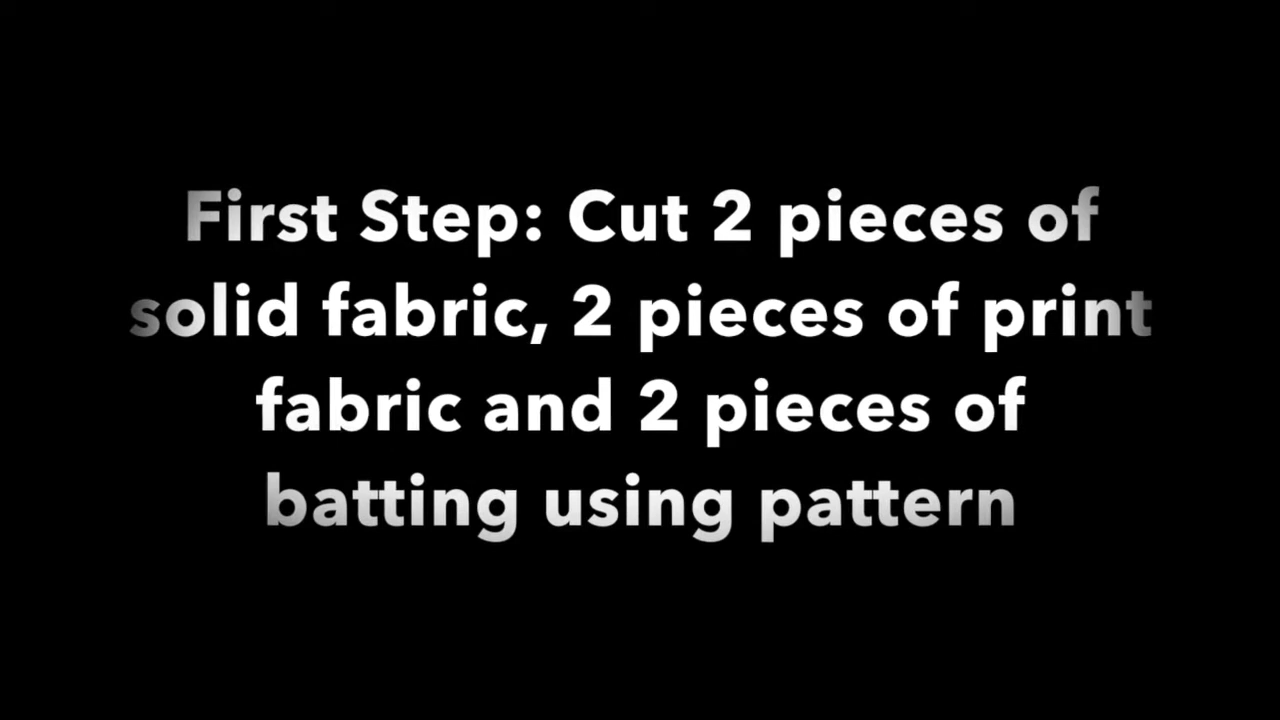 First Step: Cut 2 pieces of
solid fabric, 2 pieces of print
fabric and 2 pieces of
batting using pattern